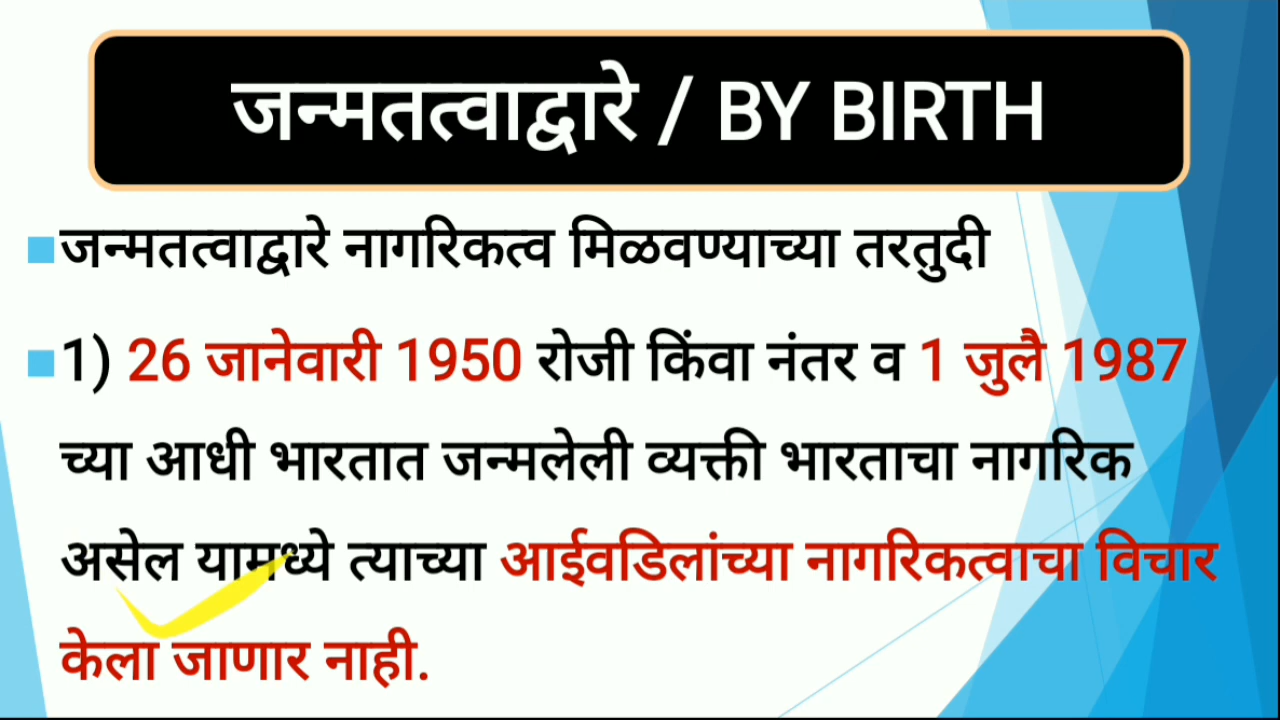 जन्मतत्वाद्वारे / BY BIRTH
जन्मतत्वाद्वारे नागरिकत्व मिळवण्याच्या तरतुदी
1) 26 जानेवारी 1950 रोजी किंवा नंतर व 1 जुलै 1987
च्या आधी भारतात जन्मलेली व्यक्ती भारताचा नागरिक
असेल यामध्ये त्याच्या आईवडिलांच्या नागरिकत्वाचा विचार
केला जाणार नाही.